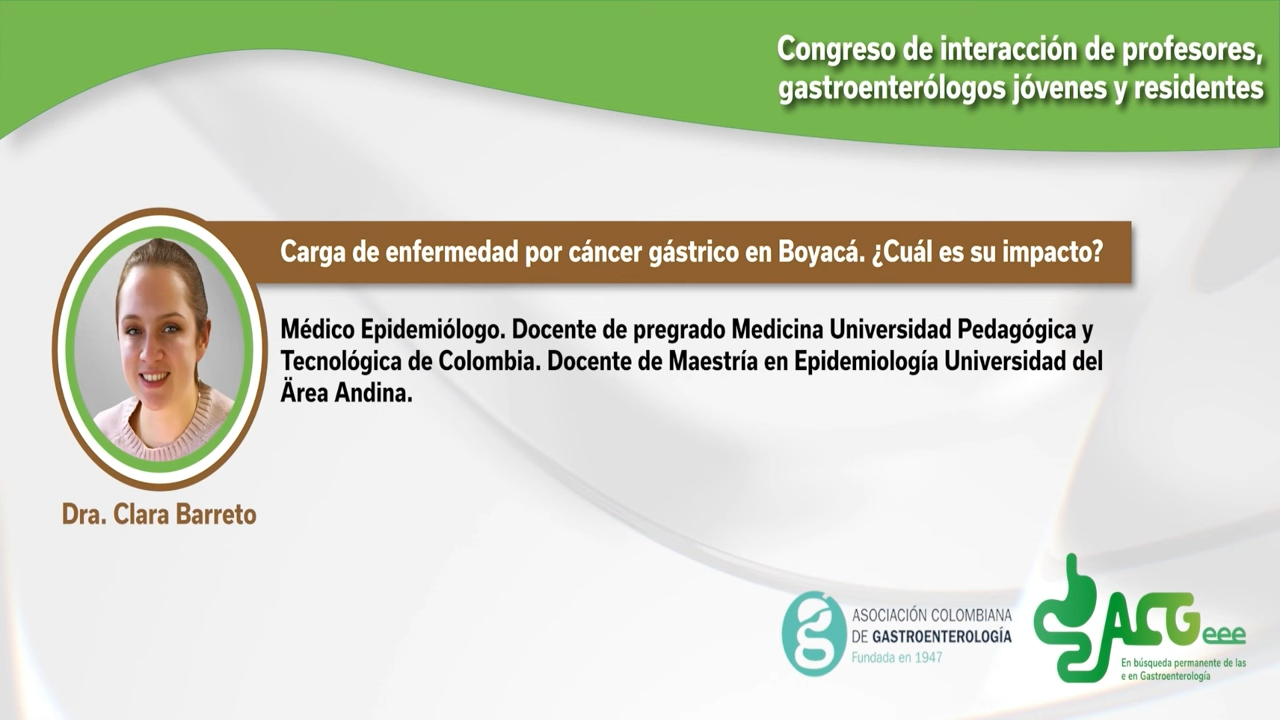 Congreso de interacción de profesores,
gastroenterólogos jóvenes y residentes
Carga de enfermedad por cáncer gástrico en Boyacá. ¿Cuál es su impacto?
Médico Epidemiólogo. Docente de pregrado Medicina Universidad Pedagógica y
Tecnológica de Colombia. Docente de Maestría en Epidemiología Universidad del
Ärea Andina.
Dra. Clara Barreto
ASOCIACIÓN COLOMBIANA
DE GASTROENTEROLOGÍA
Fundada en 1947
ACGeee
En búsqueda permanente de las
e en Gastroenterología